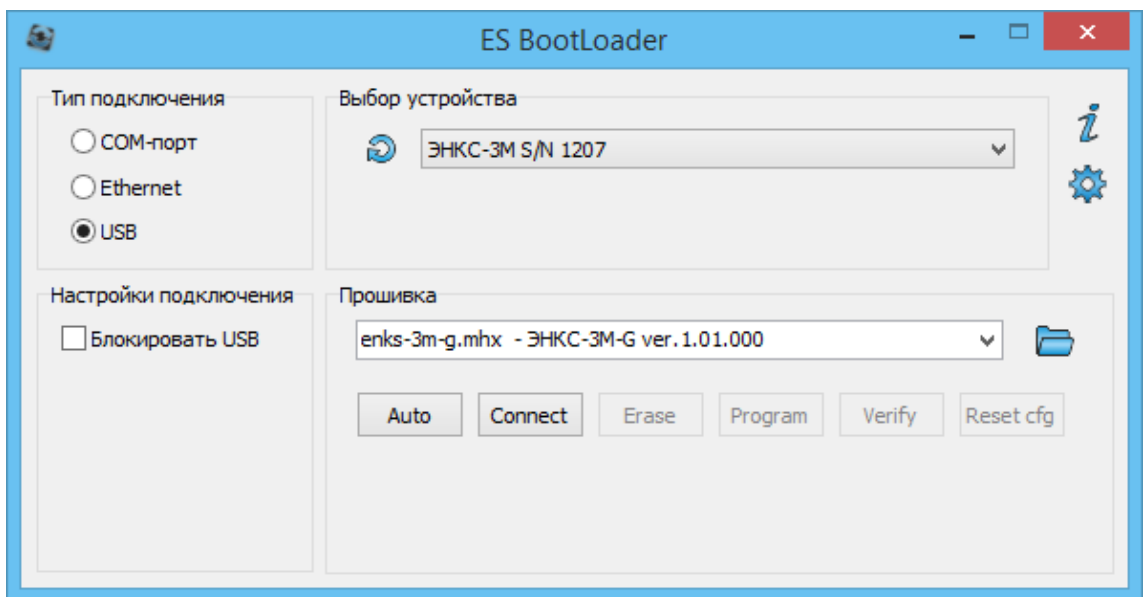 ES BootLoader
Тип подключения
COM-порт
Ethernet
USB
Выбор устройства
ЭНКС-3М S/N 1207
Настройки подключения
Блокировать USB
Прошивка
enks-3m-g.mhx - ЭНКС-3М-G ver.1.01.000
Auto Connect Erase Program Verify Reset cfg